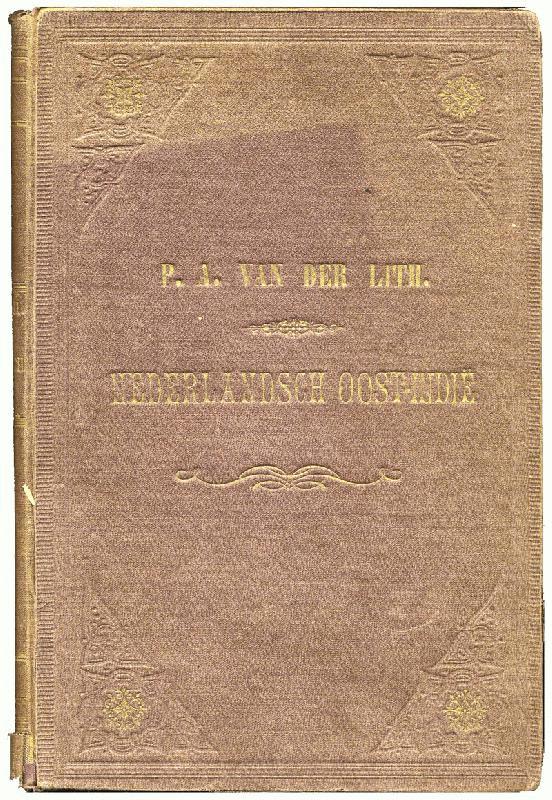 P. A. VAN DER LITH.
NEDERLANDSCH OOST-INDIË